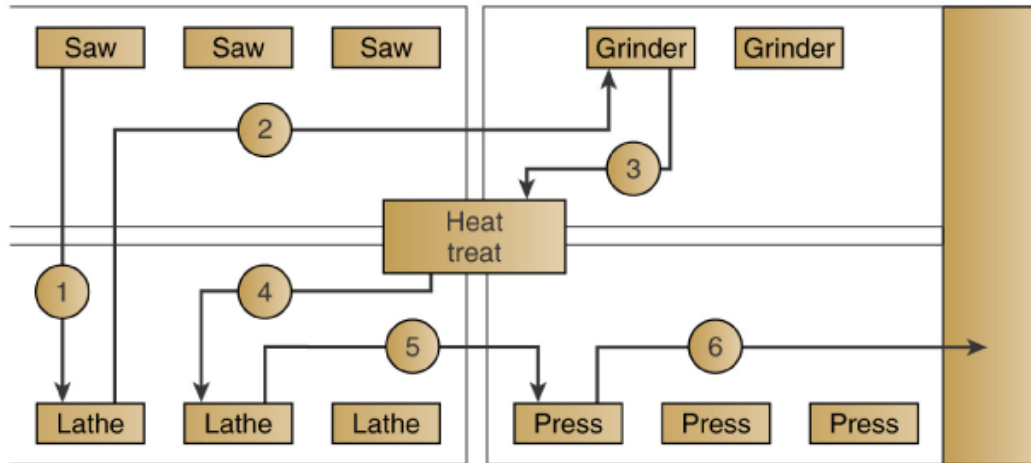 Saw Saw Saw Grinder Grinder
2
3
Heat
treat
1 4
5 6
Lathe Lathe Lathe Press Press Press